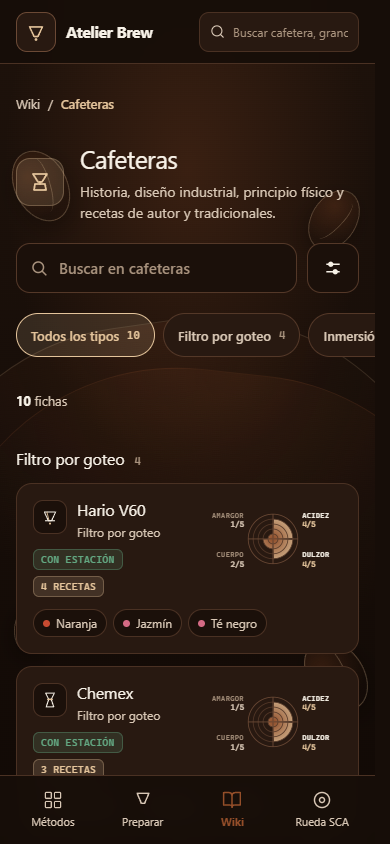 Atelier Brew
Buscar cafetera, granc
Wiki / Cafeteras
Cafeteras
Historia, diseño industrial, principio físico y
recetas de autor y tradicionales.
Buscar en cafeteras
Todos los tipos 10
Filtro por goteo 4
Inmersió
10 fichas
Filtro por goteo 4
Hario V60
Filtro por goteo
CON ESTACIÓN
4 RECETAS
AMARGOR
1/5
ACIDEZ
4/5
CUERPO
2/5
DULZOR
4/5
Naranja
Jazmín
Té negro
Chemex
Filtro por goteo
CON ESTACIÓN
3 RECETAS
AMARGOR
1/5
ACIDEZ
4/5
CUERPO
1/5
DULZOR
4/5
Métodos
Preparar
Wiki
Rueda SCA